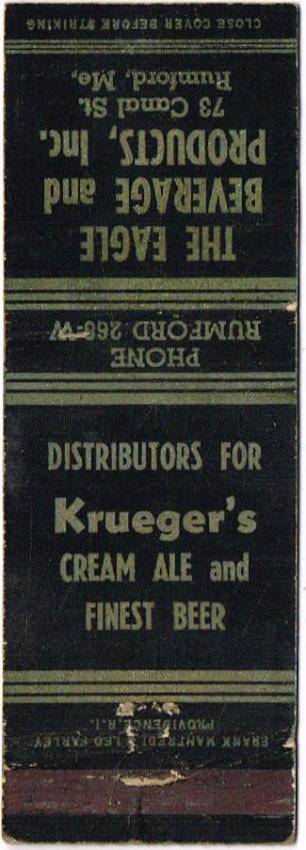 CLOSE COVER BEFORE STRIKING
THE EAGLE
BEVERAGE and
PRODUCTS, Inc.
73 Canal St.
Rumford, Me.
PHONE
RUMFORD 266-W
DISTRIBUTORS FOR
Krueger's
CREAM ALE and
FINEST BEER
FRANK MANFREDI - LEO FARLEY
PROVIDENCE, R.I.